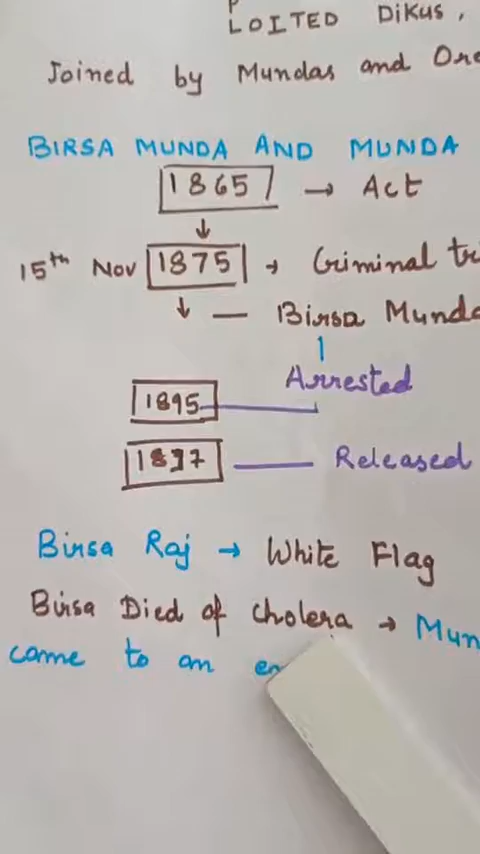 LOITED DiKUS,
Joined by Mundas and
BIRSA MUNDA AND MUNDA
1865 → Act
15th Nov 1875 → Criminal
↓ — Birsa Munda
Arrested
1895
1897 — Released
Birsa Raj → White Flag
Birsa Died of cholera →
came to an